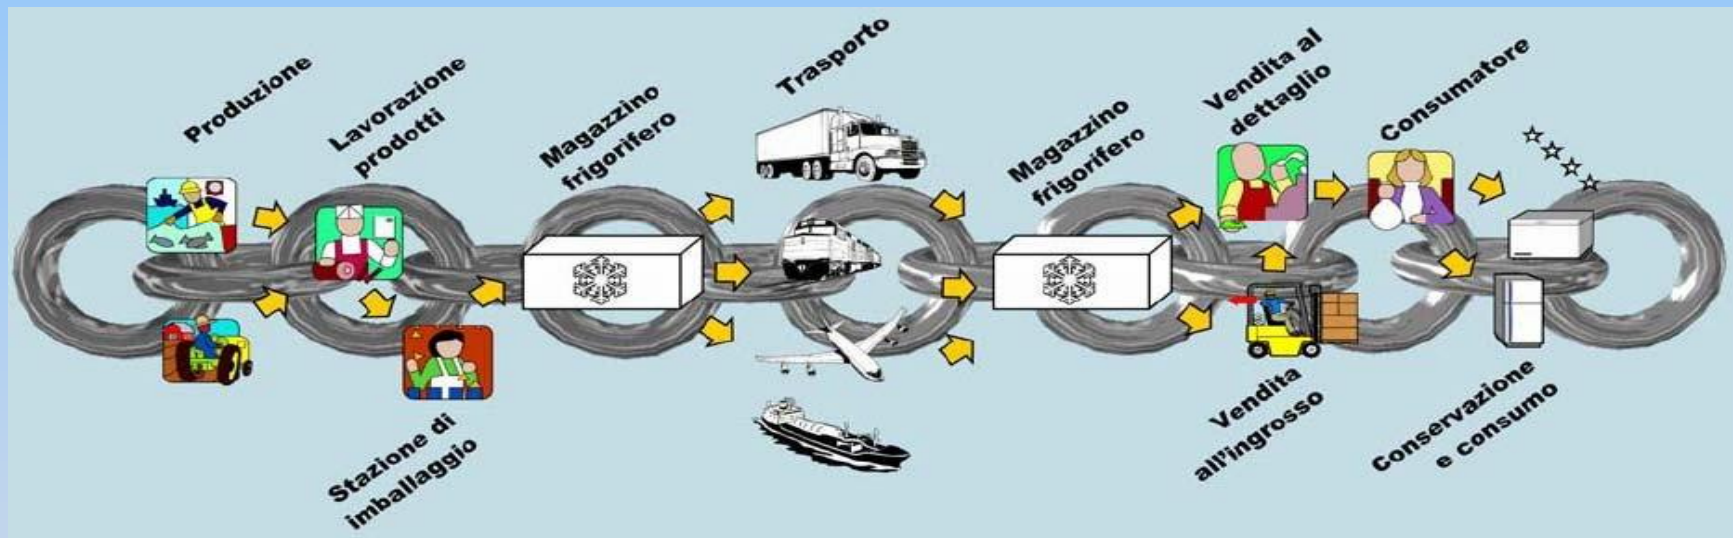 Produzione
Lavorazione
prodotti
Stazione di
imballaggio
Magazzino
frigorifero
Trasporto
Magazzino
frigorifero
Vendita al
dettaglio
Vendita
all'ingrosso
Consumatore
Conservazione
e consumo